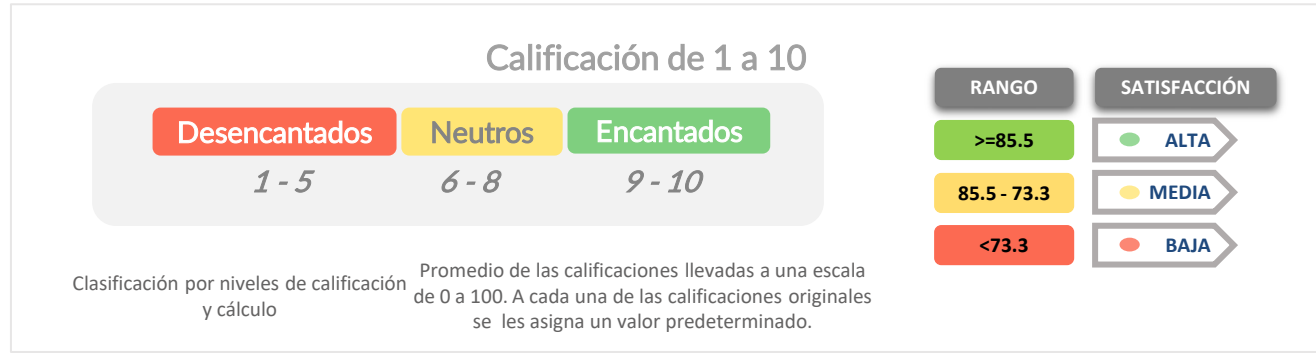 Calificación de 1 a 10
Desencantados Neutros Encantados
1 - 5 6 - 8 9 - 10
Clasificación por niveles de calificación
y cálculo
Promedio de las calificaciones llevadas a una escala
de 0 a 100. A cada una de las calificaciones originales
se les asigna un valor predeterminado.
RANGO SATISFACCIÓN
>=85.5 ALTA
85.5 - 73.3 MEDIA
<73.3 BAJA